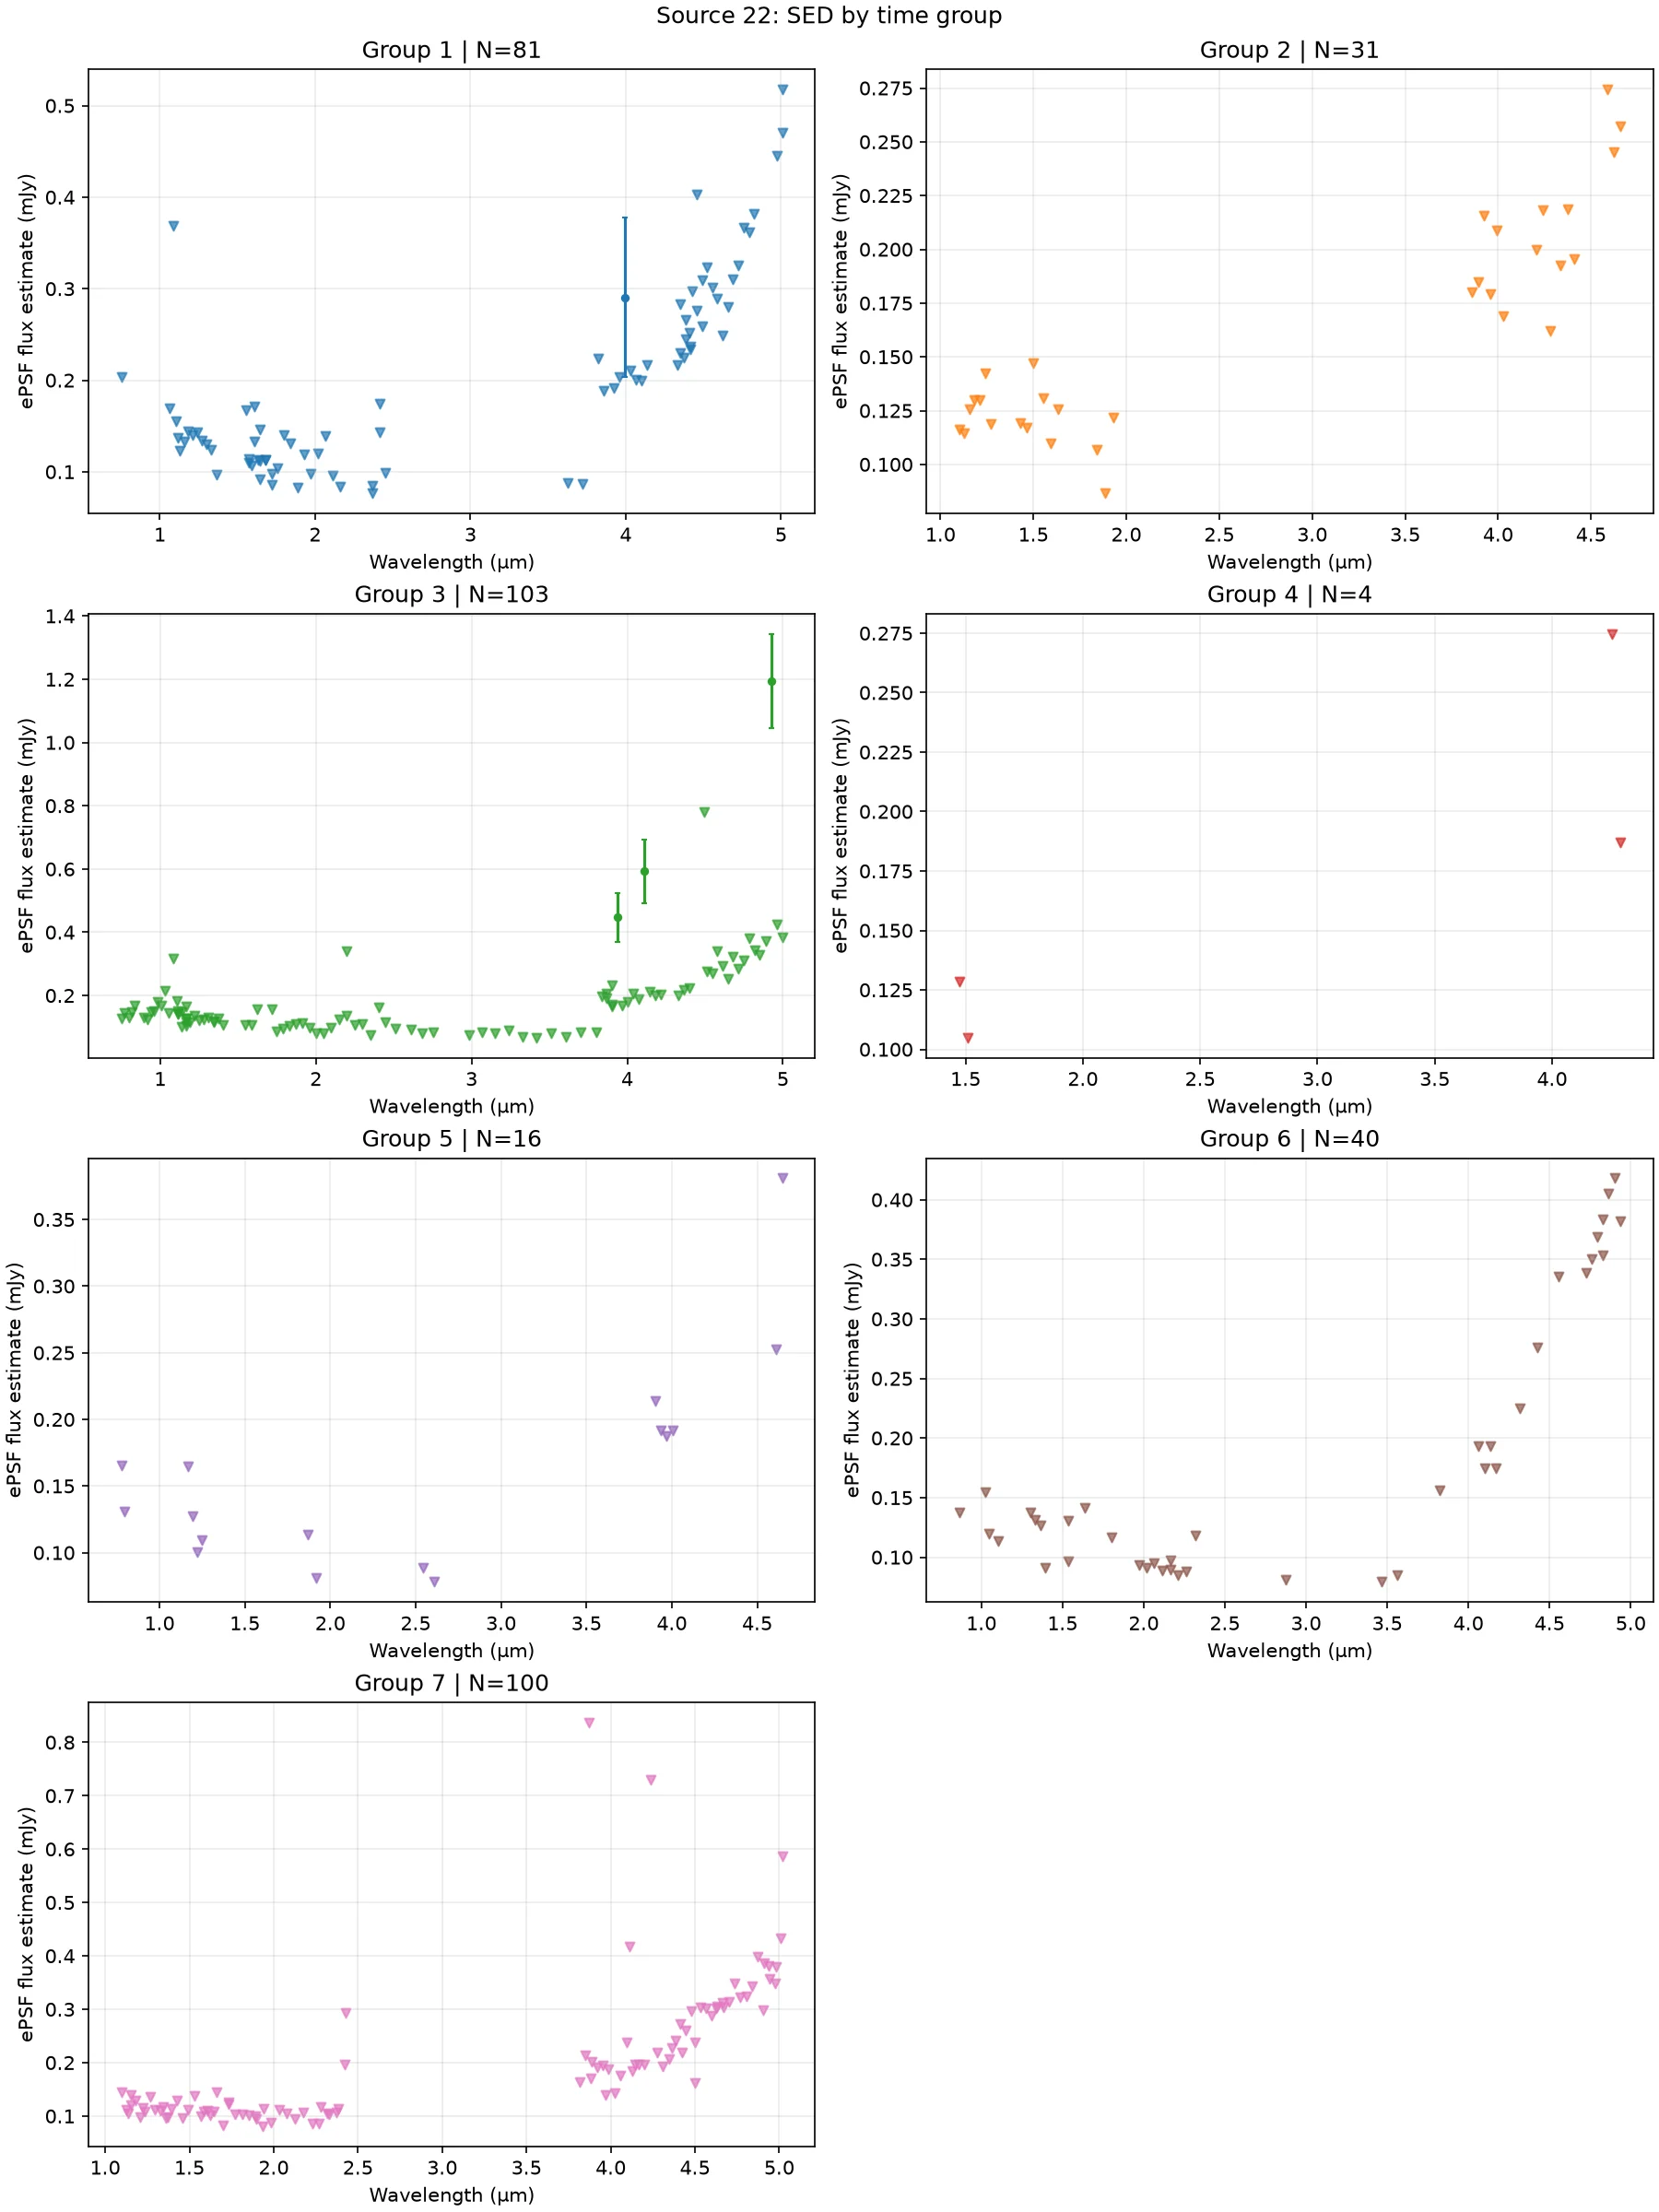 Source 22: SED by time group
Group 1 | N=81
0.5
0.4
0.3
0.2
0.1
ePSF flux estimate (mJy)
1 2 3 4 5
Wavelength (µm)
Group 2 | N=31
0.275
0.250
0.225
0.200
0.175
0.150
0.125
0.100
ePSF flux estimate (mJy)
1.0 1.5 2.0 2.5 3.0 3.5 4.0 4.5
Wavelength (µm)
Group 3 | N=103
1.4
1.2
1.0
0.8
0.6
0.4
0.2
ePSF flux estimate (mJy)
1 2 3 4 5
Wavelength (µm)
Group 4 | N=4
0.275
0.250
0.225
0.200
0.175
0.150
0.125
0.100
ePSF flux estimate (mJy)
1.5 2.0 2.5 3.0 3.5 4.0
Wavelength (µm)
Group 5 | N=16
0.35
0.30
0.25
0.20
0.15
0.10
ePSF flux estimate (mJy)
1.0 1.5 2.0 2.5 3.0 3.5 4.0 4.5
Wavelength (µm)
Group 6 | N=40
0.40
0.35
0.30
0.25
0.20
0.15
0.10
ePSF flux estimate (mJy)
1.0 1.5 2.0 2.5 3.0 3.5 4.0 4.5 5.0
Wavelength (µm)
Group 7 | N=100
0.8
0.7
0.6
0.5
0.4
0.3
0.2
0.1
ePSF flux estimate (mJy)
1.0 1.5 2.0 2.5 3.0 3.5 4.0 4.5 5.0
Wavelength (µm)